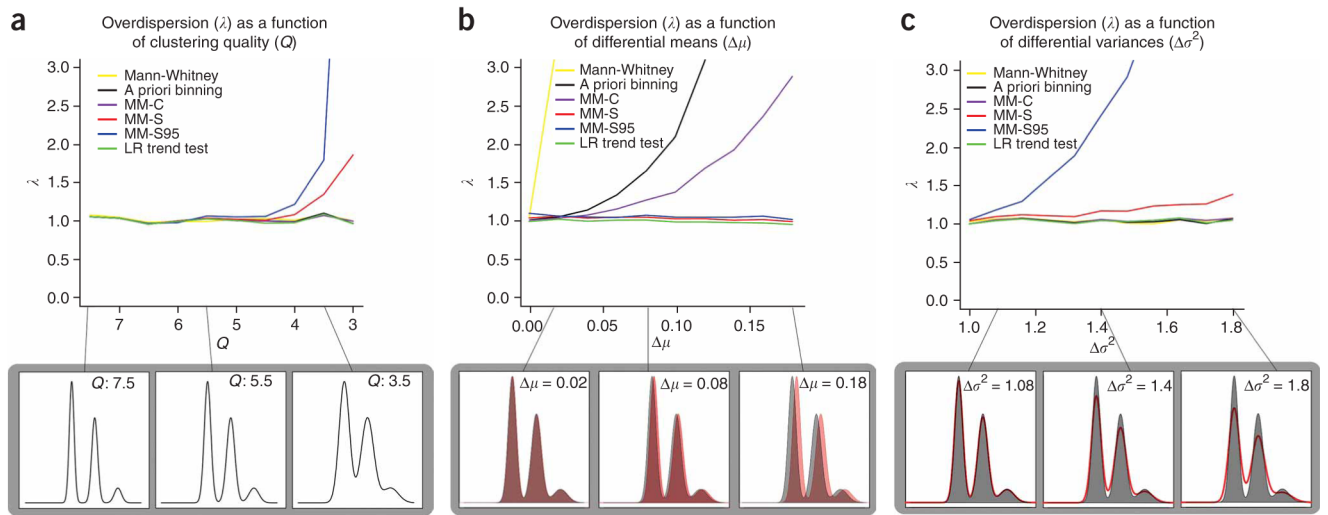 a
Overdispersion (λ) as a function
of clustering quality (Q)
3.0
2.5
2.0
1.5
1.0
0.5
0.0
λ
Mann-Whitney
A priori binning
MM-C
MM-S
MM-S95
LR trend test
7
6
5
4
3
Q
Q: 7.5
Q: 5.5
Q: 3.5
b
Overdispersion (λ) as a function
of differential means (Δμ)
3.0
2.5
2.0
1.5
1.0
0.5
0.0
λ
Mann-Whitney
A priori binning
MM-C
MM-S
MM-S95
LR trend test
0.00
0.05
0.10
0.15
Δμ
Δμ = 0.02
Δμ = 0.08
Δμ = 0.18
c
Overdispersion (λ) as a function
of differential variances (Δσ²)
3.0
2.5
2.0
1.5
1.0
0.5
0.0
λ
Mann-Whitney
A priori binning
MM-C
MM-S
MM-S95
LR trend test
1.0
1.2
1.4
1.6
1.8
Δσ²
Δσ² = 1.08
Δσ² = 1.4
Δσ² = 1.8